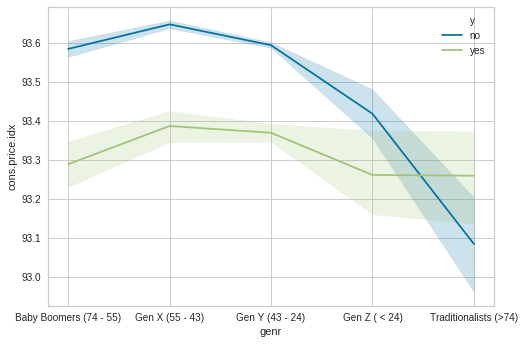 y
no
yes
93.6
93.5
93.4
93.3
93.2
93.1
93.0
cons.price.idx
Baby Boomers (74 - 55)
Gen X (55 - 43)
Gen Y (43 - 24)
Gen Z ( < 24)
Traditionalists (>74)
genr